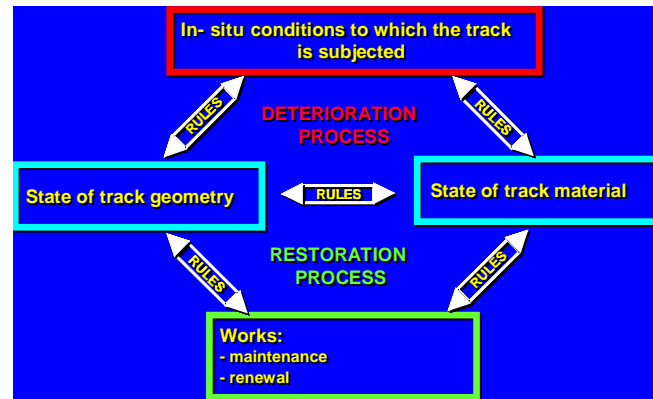 In- situ conditions to which the track
is subjected
RULES
RULES
DETERIORATION
PROCESS
State of track geometry
RULES
State of track material
RESTORATION
PROCESS
RULES
RULES
Works:
- maintenance
- renewal